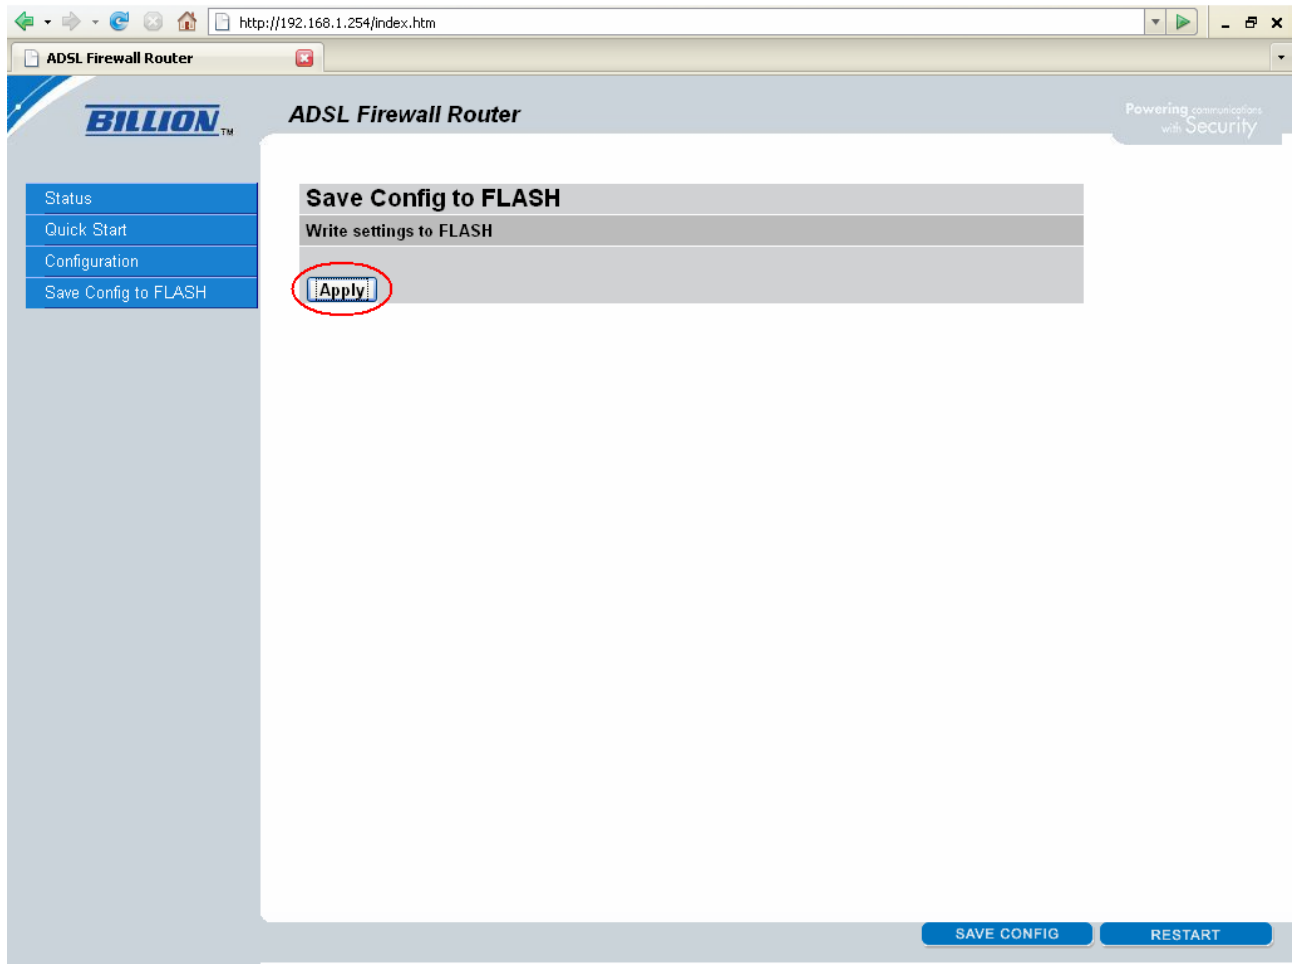 http://192.168.1.254/index.htm
ADSL Firewall Router
BILLION TM
ADSL Firewall Router
Powering communications
with Security
Status
Quick Start
Configuration
Save Config to FLASH
Save Config to FLASH
Write settings to FLASH
Apply
SAVE CONFIG
RESTART